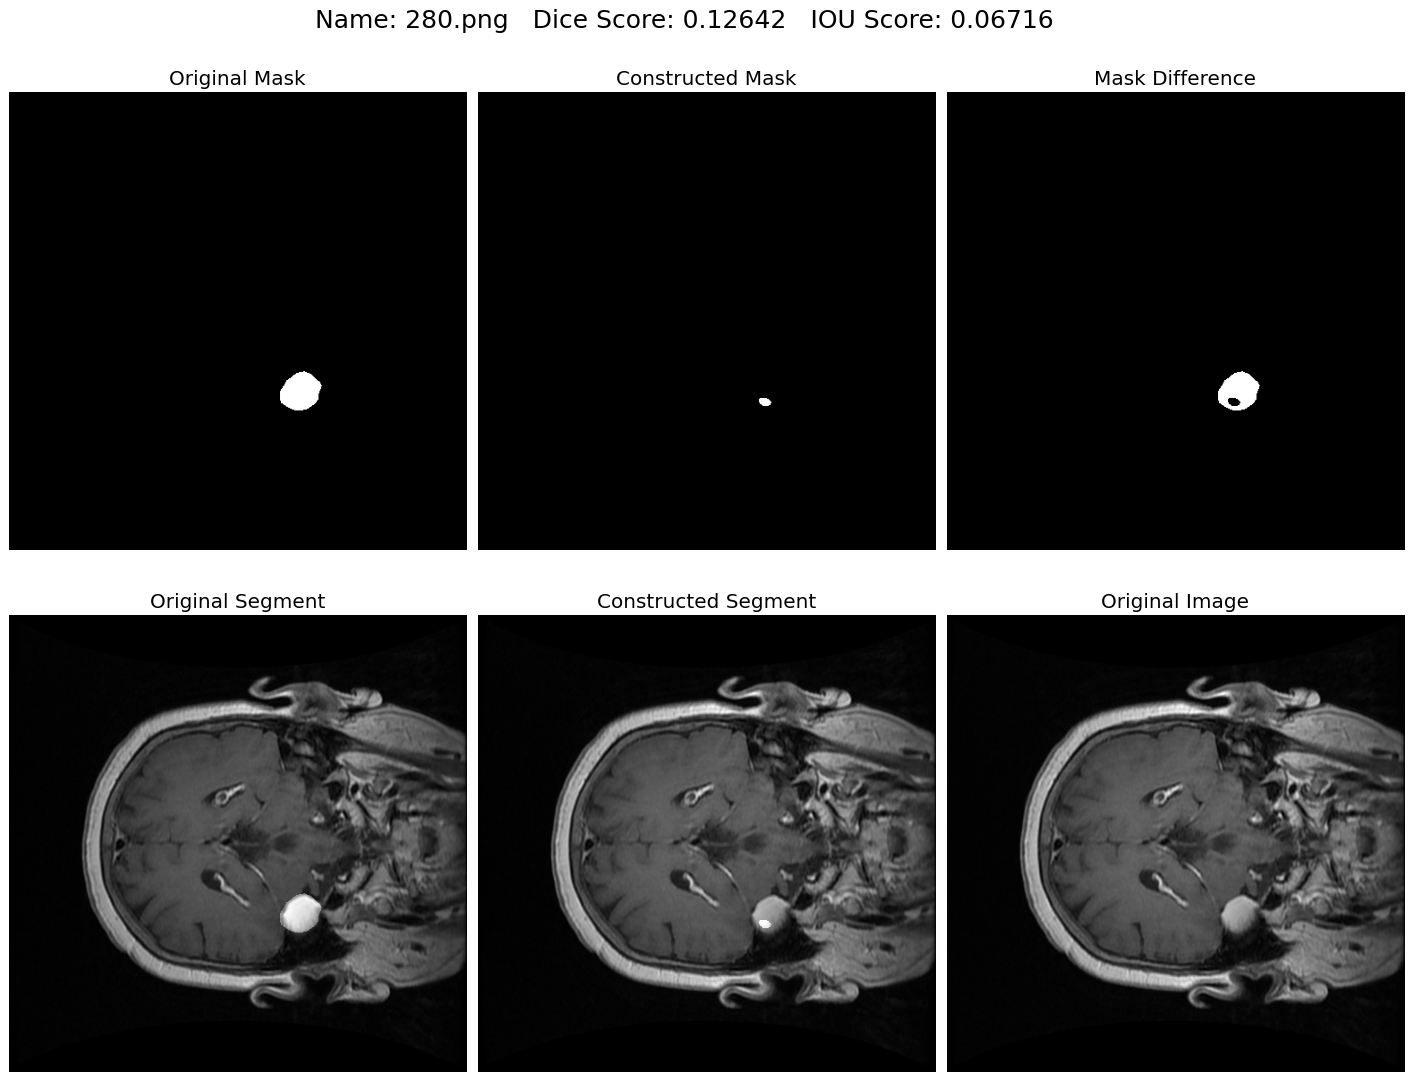 Name: 280.png   Dice Score: 0.12642   IOU Score: 0.06716
Original Mask
Constructed Mask
Mask Difference
Original Segment
Constructed Segment
Original Image